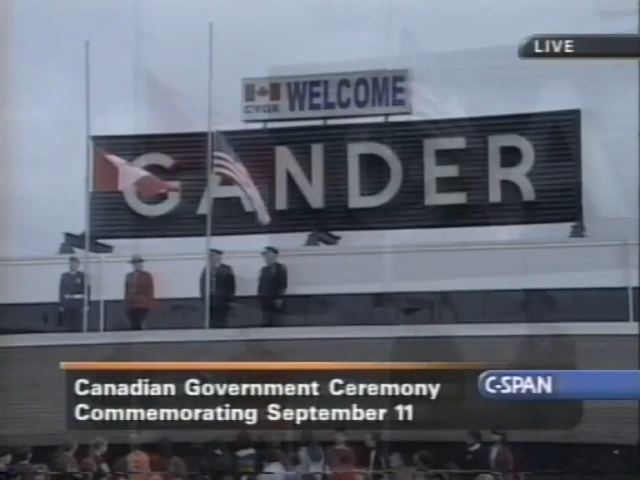 LIVE
CYQX WELCOME
GANDER
Canadian Government Ceremony
Commemorating September 11
C-SPAN